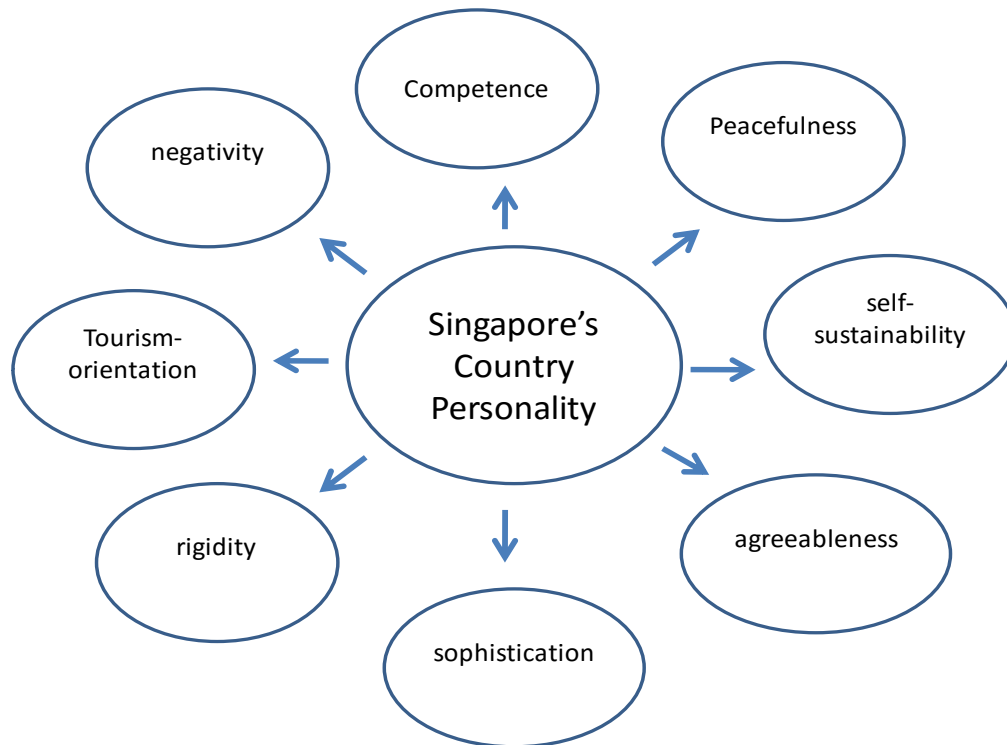 Competence
Peacefulness
negativity
self-
sustainability
Singapore’s
Country
Personality
Tourism-
orientation
rigidity
agreeableness
sophistication